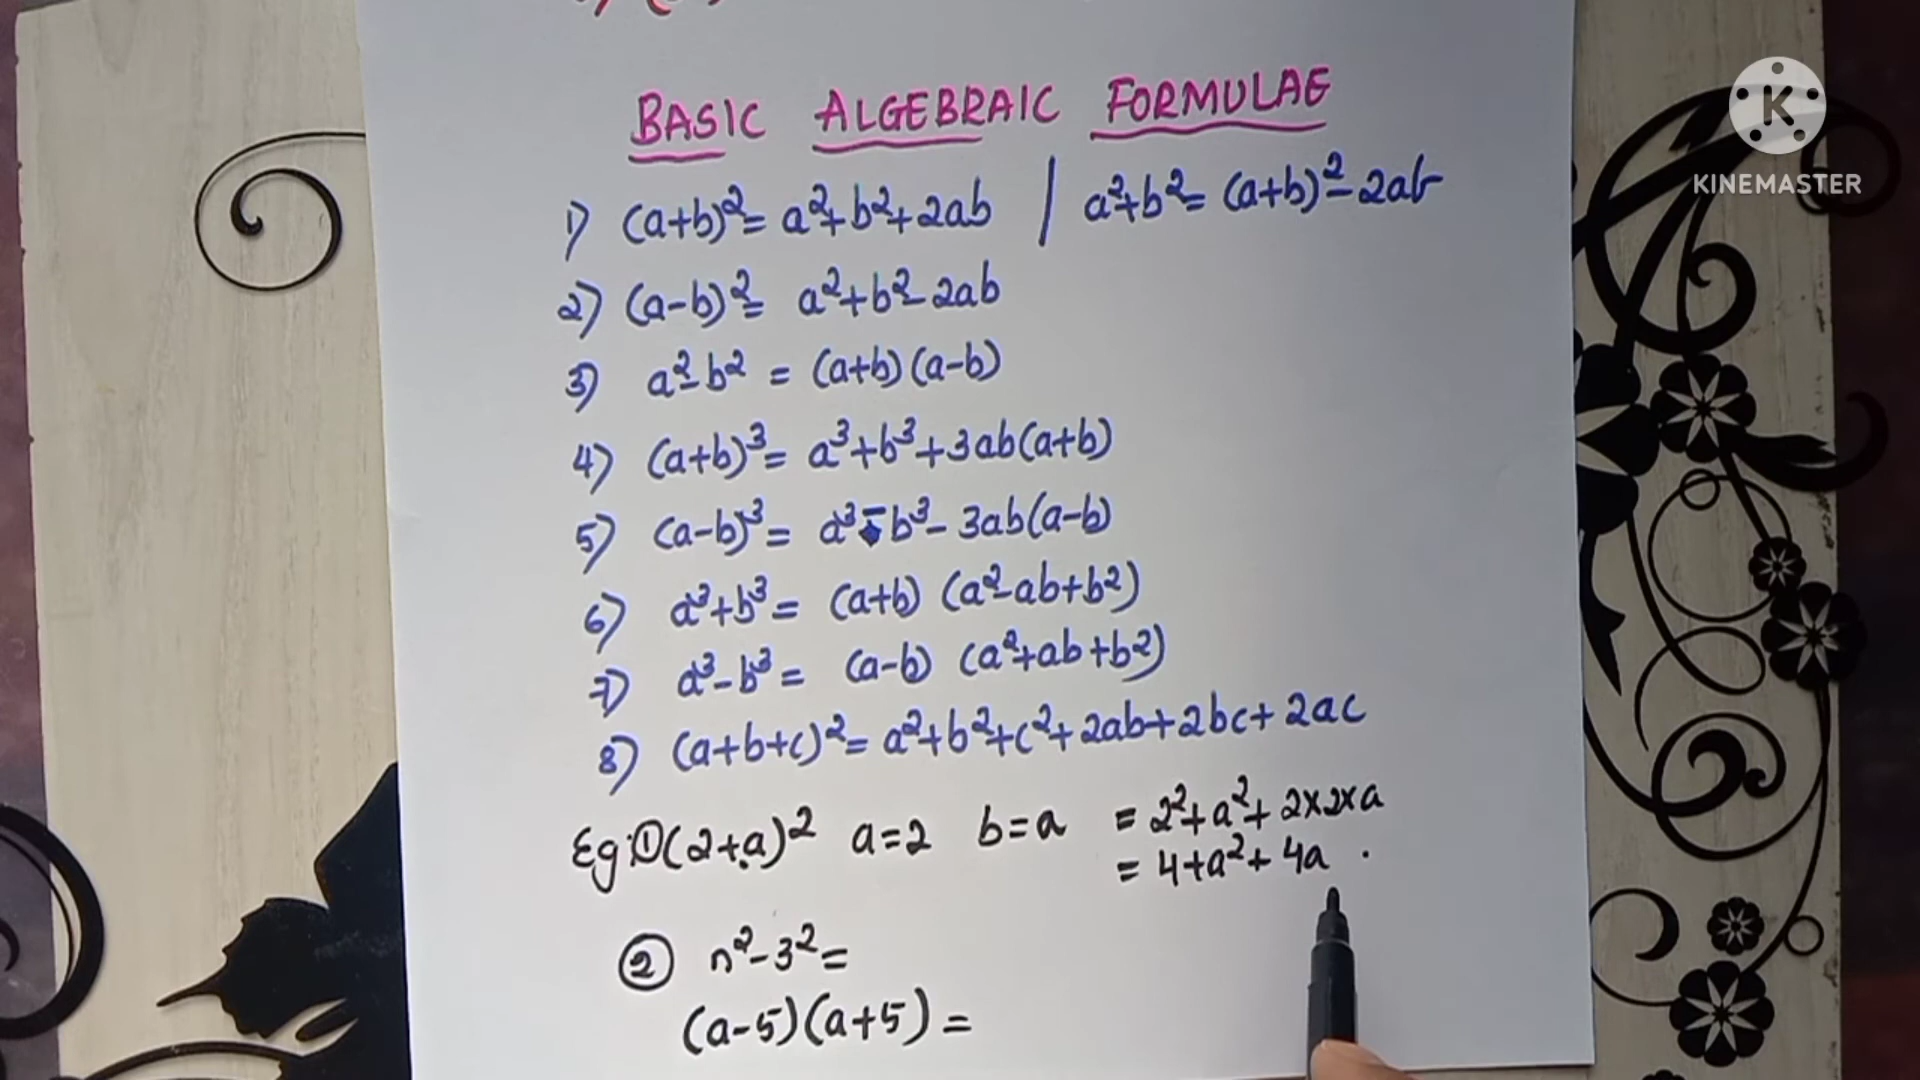 BASIC ALGEBRAIC FORMULAE
1) (a+b)²= a²+b²+2ab / a²+b²= (a+b)²-2ab
2) (a-b)²= a²+b²-2ab
3) a²-b² = (a+b)(a-b)
4) (a+b)³= a³+b³+3ab(a+b)
5) (a-b)³= a³-b³-3ab(a-b)
6) a³+b³= (a+b) (a²-ab+b²)
7) a³-b³= (a-b) (a²+ab+b²)
8) (a+b+c)²= a²+b²+c²+2ab+2bc+2ac
Eg:①(2+a)² a=2 b=a = 2²+a²+2x2xa
= 4+a²+4a .
② n²-3²=
(a-5)(a+5)=
K
KINEMASTER